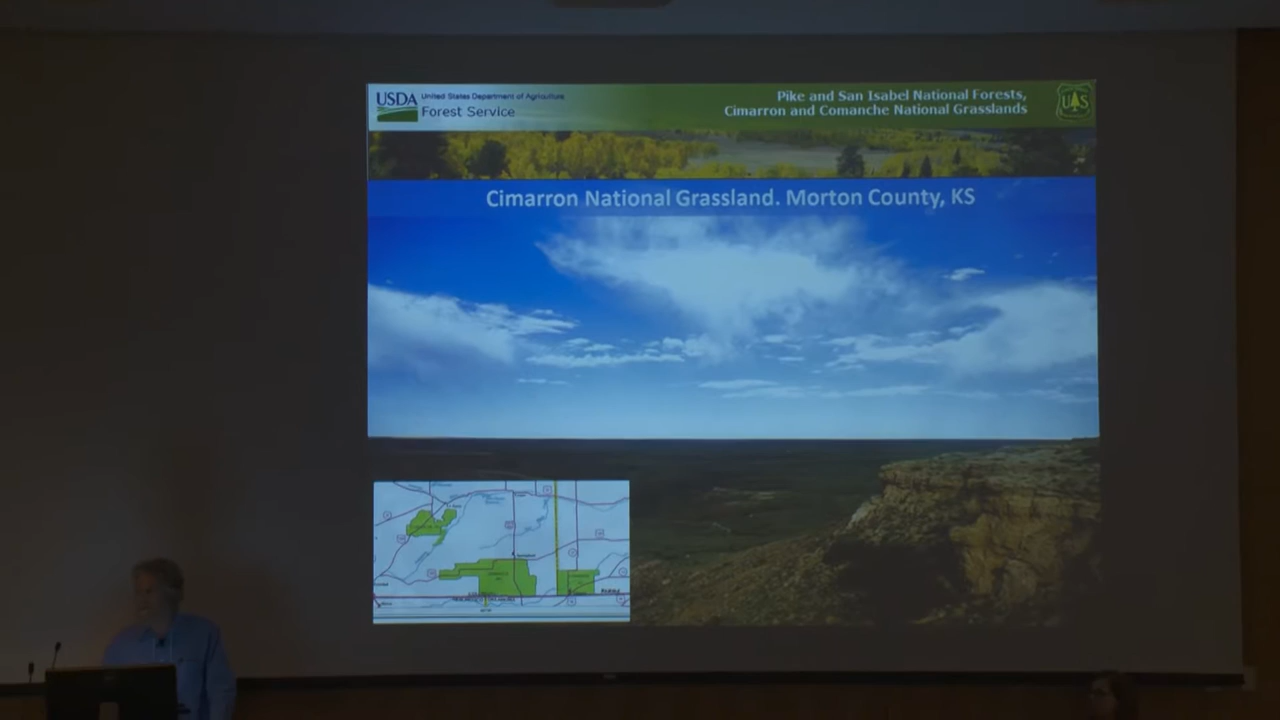 USDA
United States Department of Agriculture
Forest Service
Pike and San Isabel National Forests,
Cimarron and Comanche National Grasslands
UAS
Cimarron National Grassland. Morton County, KS